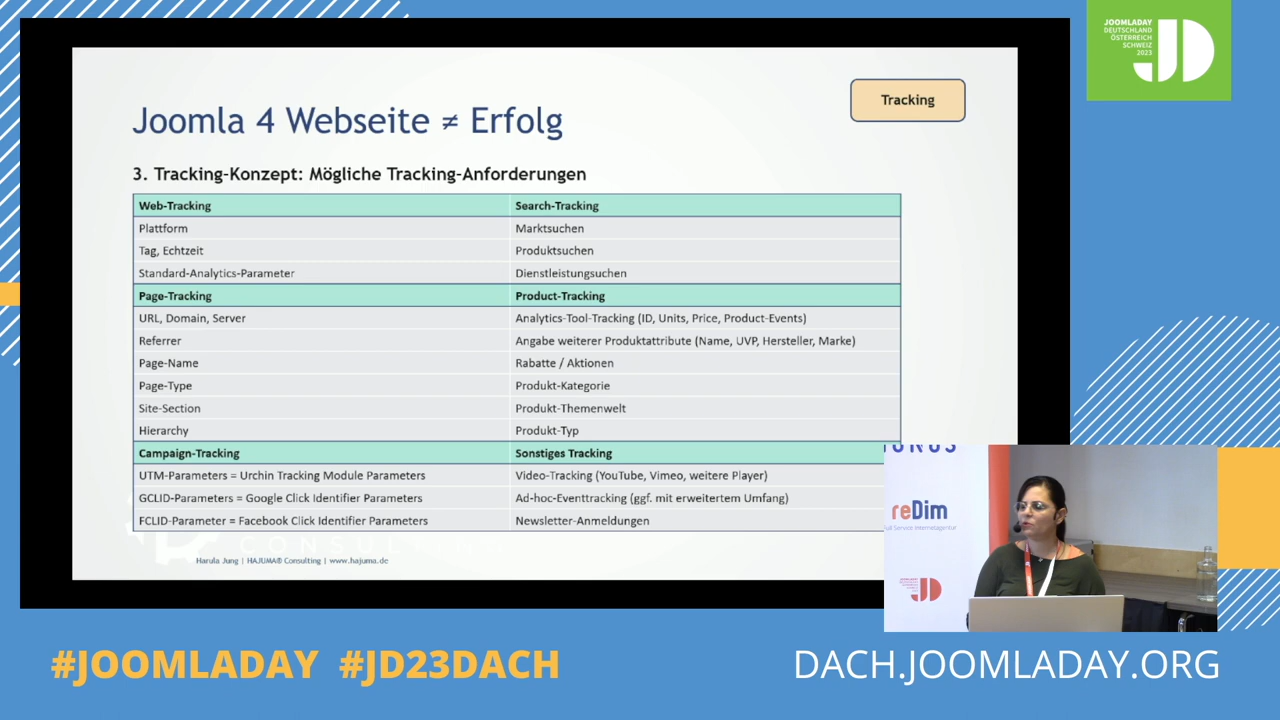 JOOMLADAY
DEUTSCHLAND
ÖSTERREICH
SCHWEIZ
2023
JD
Tracking
Joomla 4 Webseite ≠ Erfolg
3. Tracking-Konzept: Mögliche Tracking-Anforderungen
Web-Tracking Search-Tracking
Plattform Marktsuchen
Tag, Echtzeit Produktsuchen
Standard-Analytics-Parameter Dienstleistungsuchen
Page-Tracking Product-Tracking
URL, Domain, Server Analytics-Tool-Tracking (ID, Units, Price, Product-Events)
Referrer Angabe weiterer Produktattribute (Name, UVP, Hersteller, Marke)
Page-Name Rabatte / Aktionen
Page-Type Produkt-Kategorie
Site-Section Produkt-Themenwelt
Hierarchy Produkt-Typ
Campaign-Tracking Sonstiges Tracking
UTM-Parameters = Urchin Tracking Module Parameters Video-Tracking (YouTube, Vimeo, weitere Player)
GCLID-Parameters = Google Click Identifier Parameters Ad-hoc-Eventtracking (ggf. mit erweitertem Umfang)
FCLID-Parameter = Facebook Click Identifier Parameters Newsletter-Anmeldungen
CONSULTING
Harula Jung | HAJUMA® Consulting | www.hajuma.de
reDim
Full Service Internetagentur
JD
#JOOMLADAY #JD23DACH
DACH.JOOMLADAY.ORG